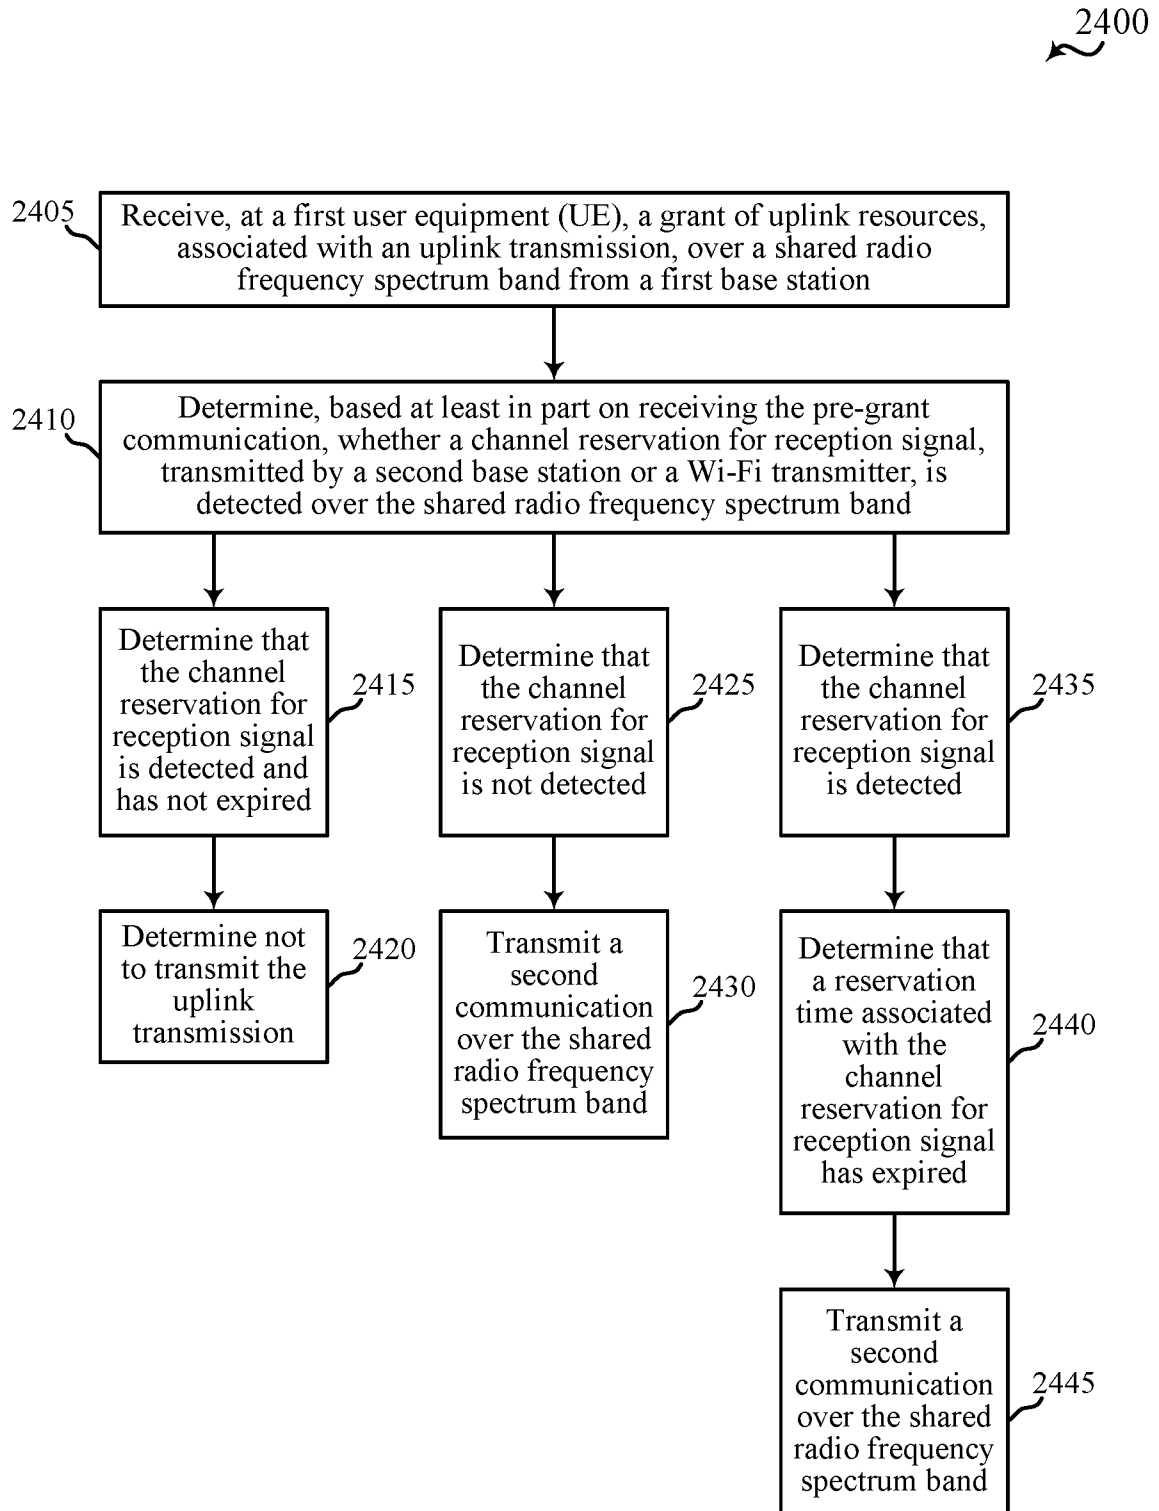 2400
2405
Receive, at a first user equipment (UE), a grant of uplink resources,
associated with an uplink transmission, over a shared radio
frequency spectrum band from a first base station
2410
Determine, based at least in part on receiving the pre-grant
communication, whether a channel reservation for reception signal,
transmitted by a second base station or a Wi-Fi transmitter, is
detected over the shared radio frequency spectrum band
Determine that
the channel
reservation for
reception signal
is detected and
has not expired
2415
Determine that
the channel
reservation for
reception signal
is not detected
2425
Determine that
the channel
reservation for
reception signal
is detected
2435
Determine not
to transmit the
uplink
transmission
2420
Transmit a
second
communication
over the shared
radio frequency
spectrum band
2430
Determine that
a reservation
time associated
with the
channel
reservation for
reception signal
has expired
2440
Transmit a
second
communication
over the shared
radio frequency
spectrum band
2445